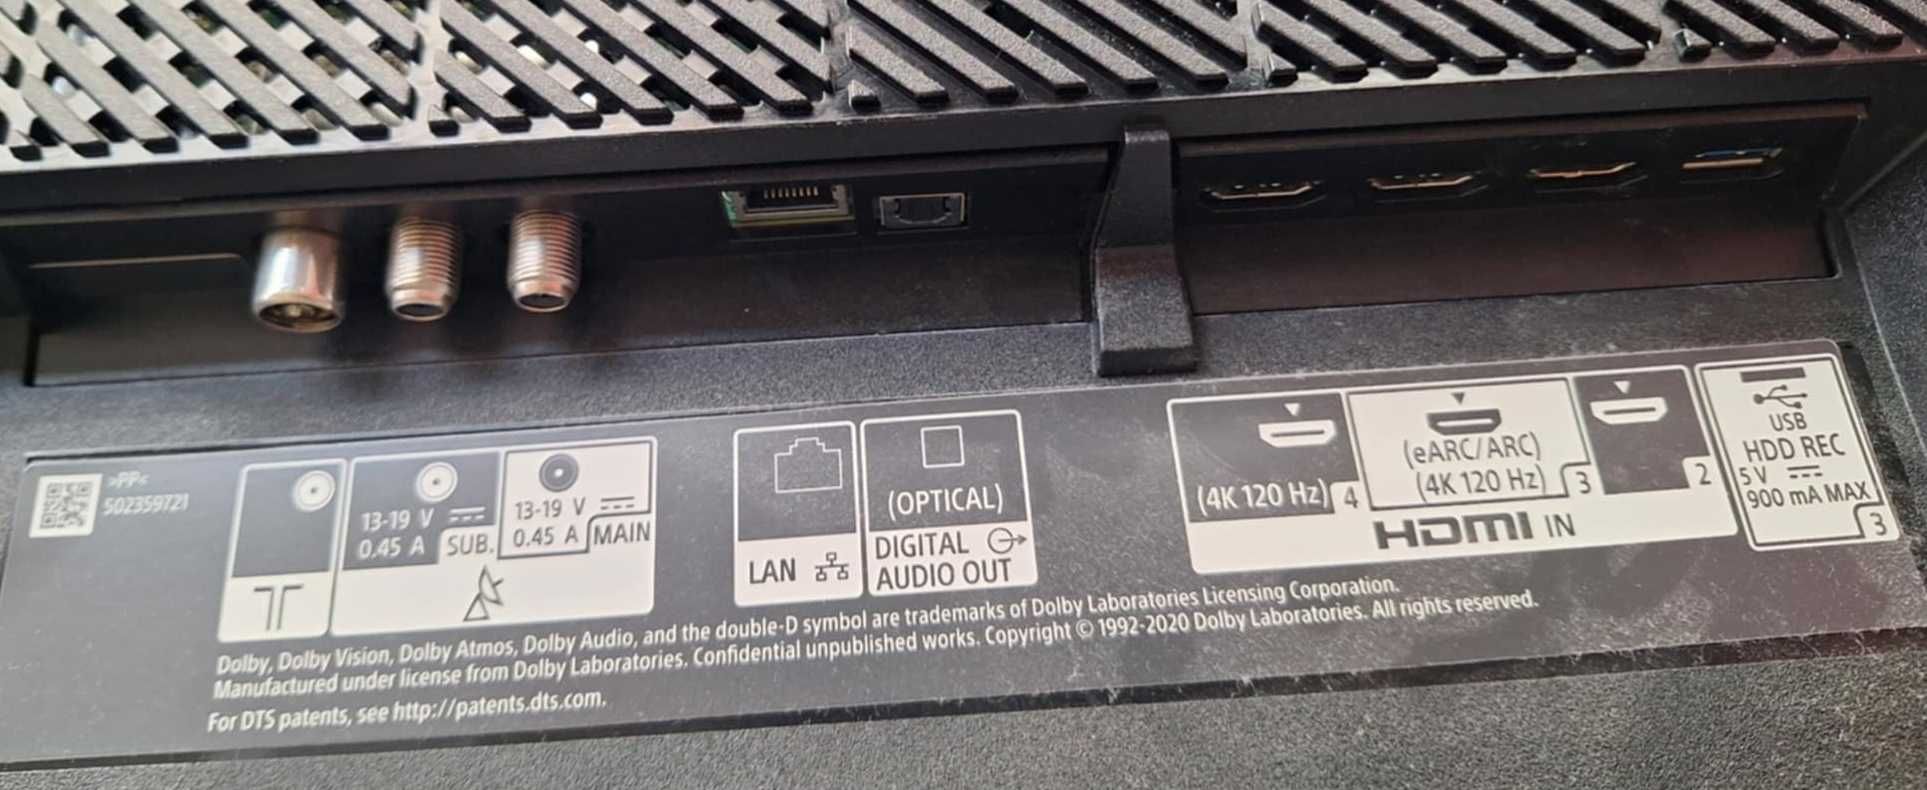 >PP<
502359721
13-19 V
0.45 A SUB.
13-19 V
0.45 A MAIN
LAN
(OPTICAL)
DIGITAL
AUDIO OUT
(4K 120 Hz) 4
(eARC/ARC)
(4K 120 Hz) 3
2
HDMI IN
USB
HDD REC
5 V
900 mA MAX
3
Dolby, Dolby Vision, Dolby Atmos, Dolby Audio, and the double-D symbol are trademarks of Dolby Laboratories Licensing Corporation.
Manufactured under license from Dolby Laboratories. Confidential unpublished works. Copyright © 1992-2020 Dolby Laboratories. All rights reserved.
For DTS patents, see http://patents.dts.com.